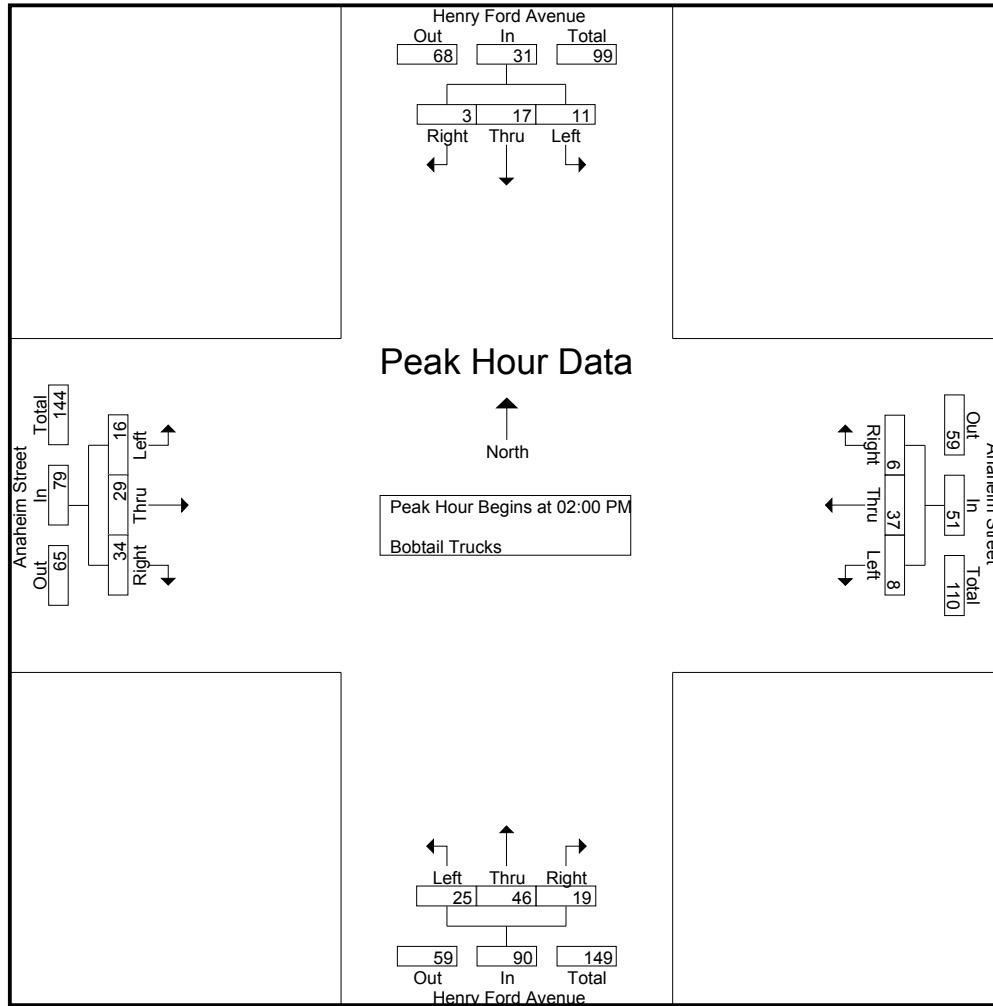 Henry Ford Avenue
Out In Total
68 31 99
3 17 11
Right Thru Left
Peak Hour Data
North
Peak Hour Begins at 02:00 PM
Bobtail Trucks
Anaheim Street
Total In Out
144 79 65
16 29 34
Left Thru Right
Anaheim Street
Out In Total
59 51 110
6 37 8
Right Thru Left
Left Thru Right
25 46 19
59 90 149
Out In Total
Henry Ford Avenue